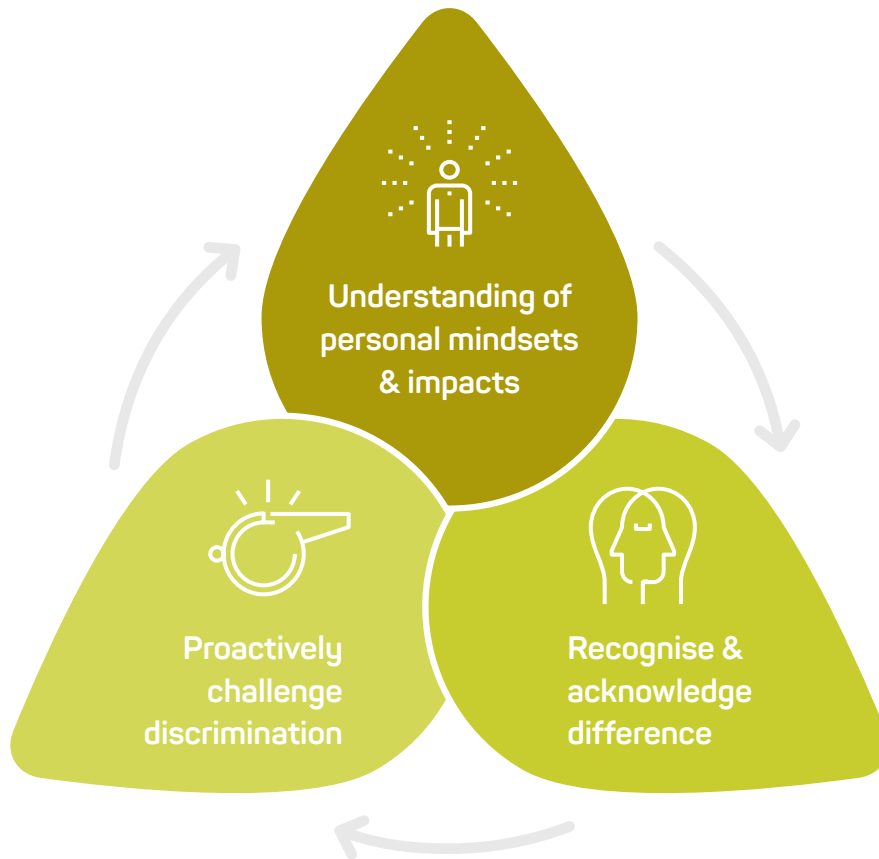 Understanding of
personal mindsets
& impacts
Proactively
challenge
discrimination
Recognise &
acknowledge
difference